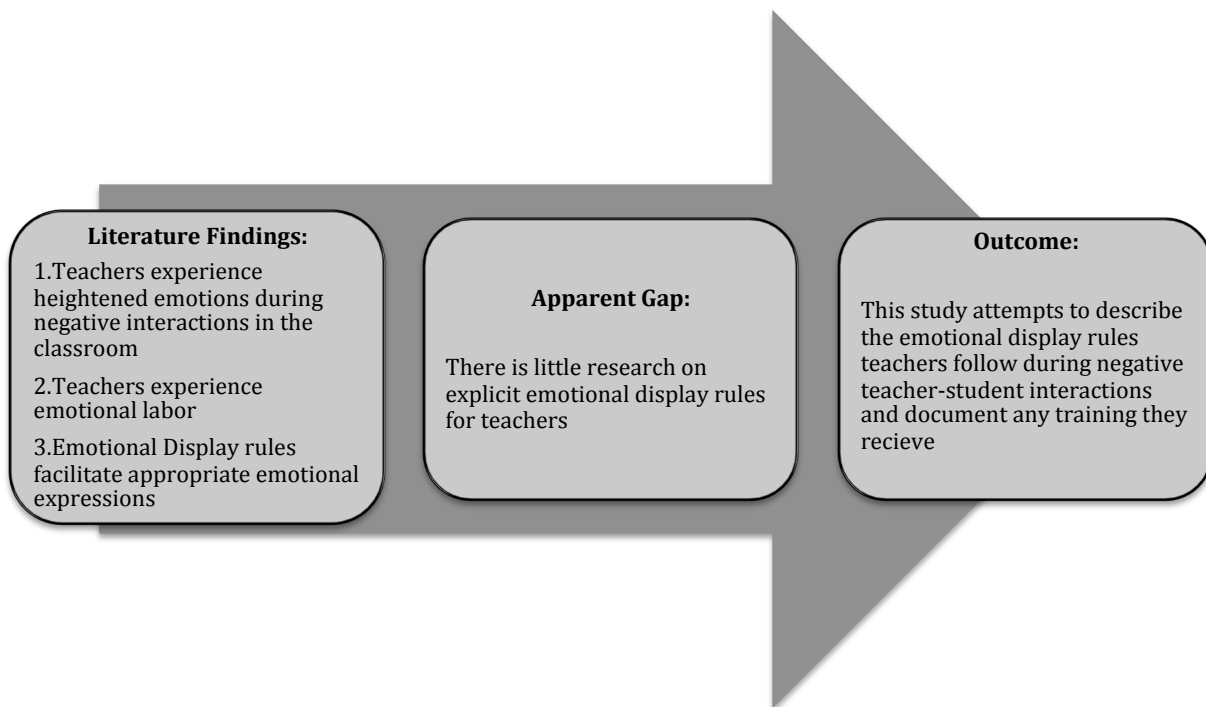 Literature Findings:
1.Teachers experience
heightened emotions during
negative interactions in the
classroom
2.Teachers experience
emotional labor
3.Emotional Display rules
facilitate appropriate emotional
expressions
Apparent Gap:
There is little research on
explicit emotional display rules
for teachers
Outcome:
This study attempts to describe
the emotional display rules
teachers follow during negative
teacher-student interactions
and document any training they
recieve